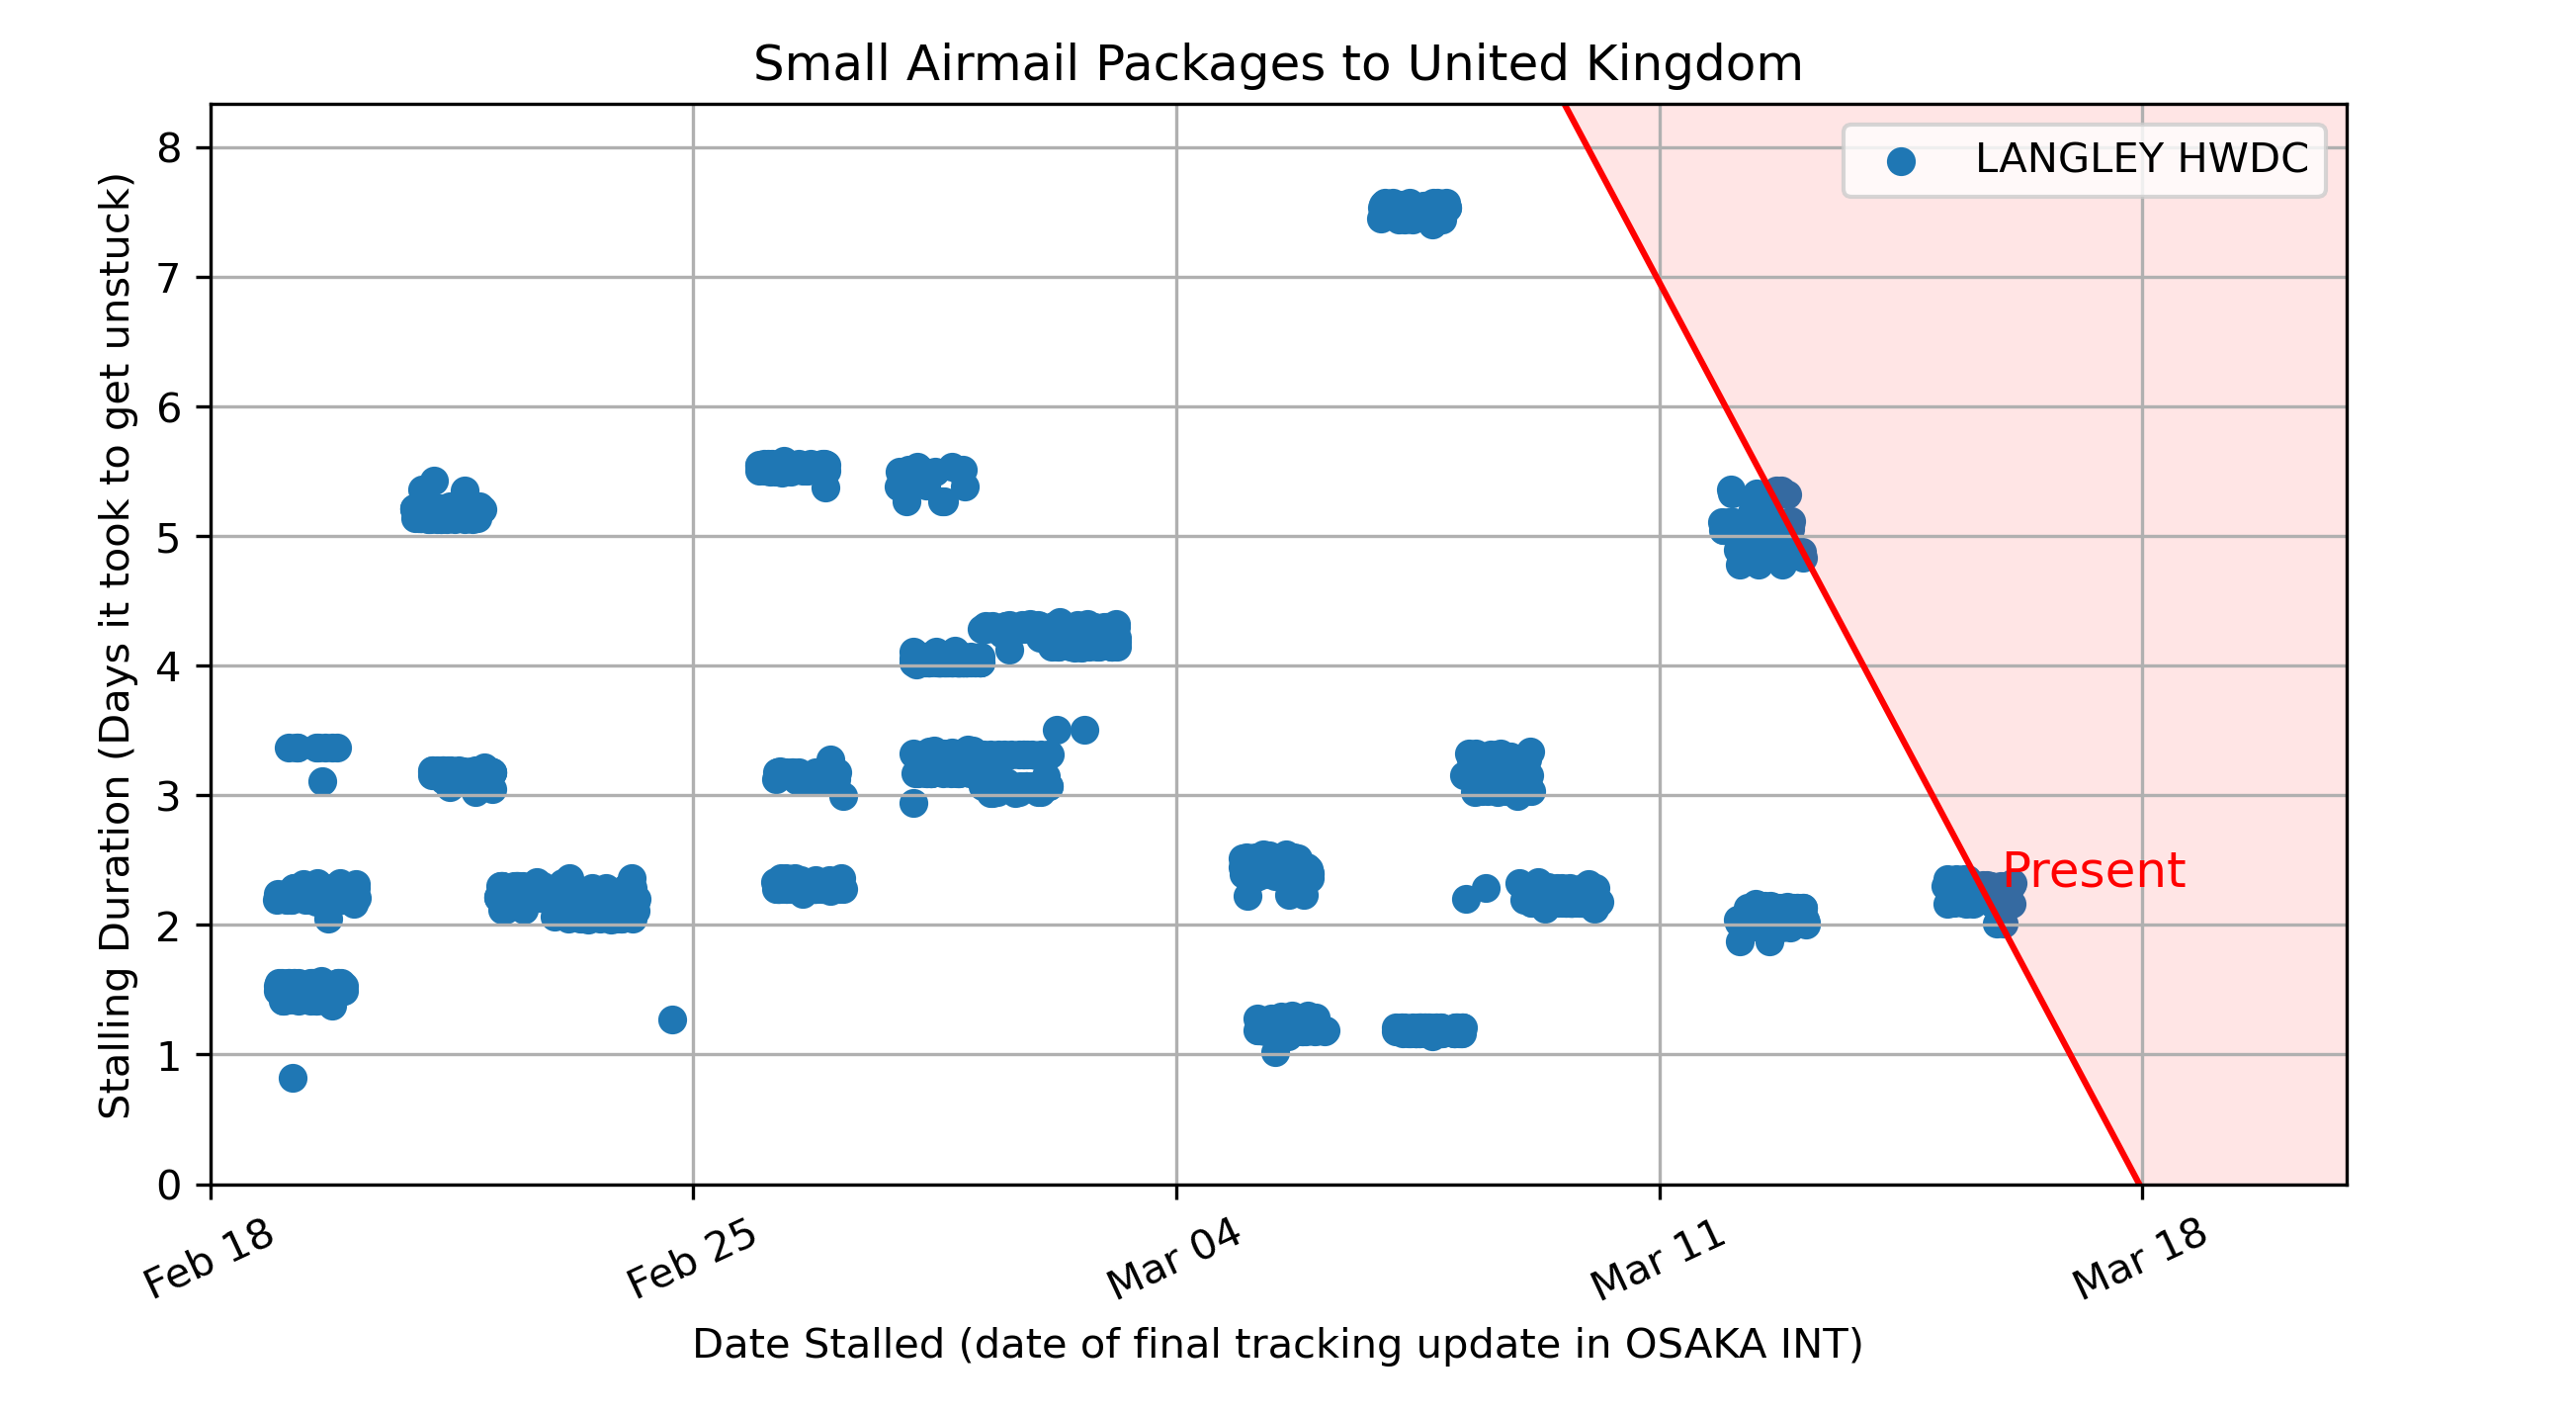 Small Airmail Packages to United Kingdom
LANGLEY HWDC
Stalling Duration (Days it took to get unstuck)
8
7
6
5
4
3
2
1
0
Present
Feb 18
Feb 25
Mar 04
Mar 11
Mar 18
Date Stalled (date of final tracking update in OSAKA INT)